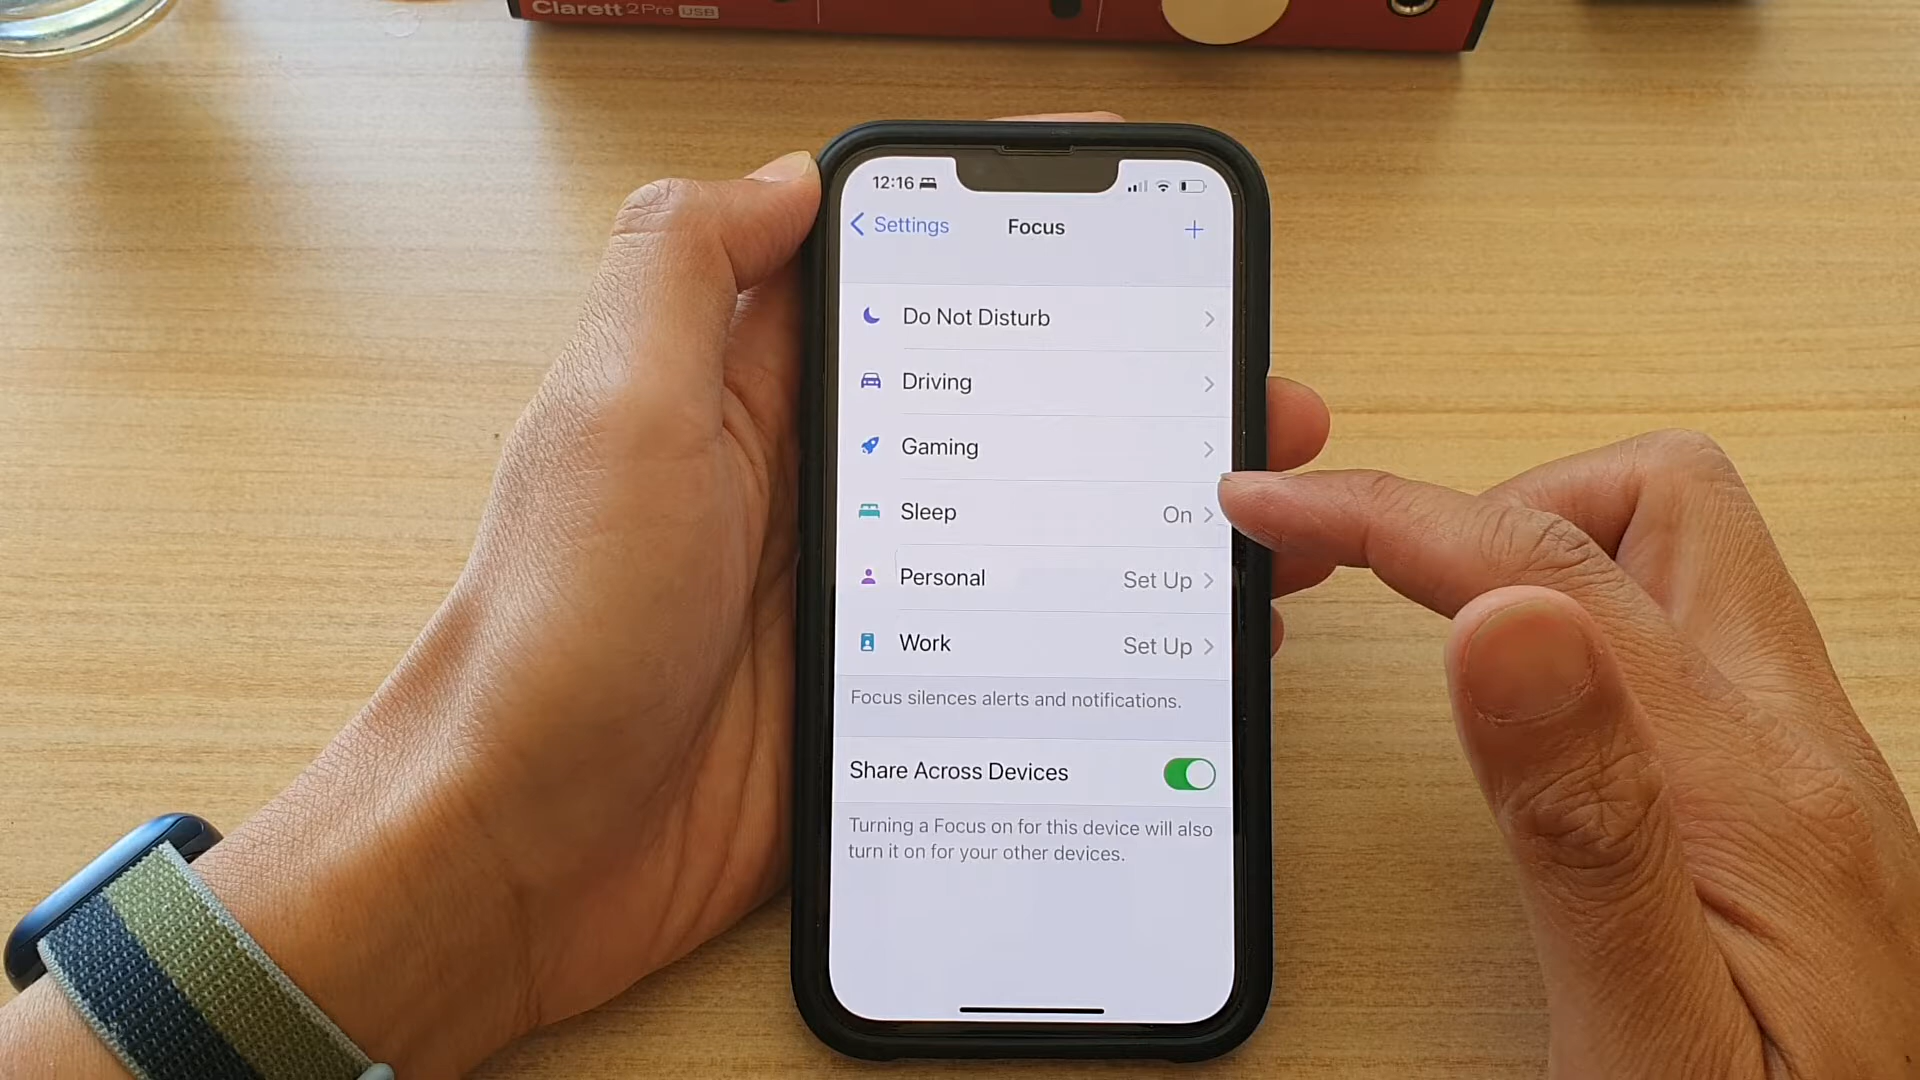 Clarett 2Pre USB
12:16
Settings
Focus
Do Not Disturb
Driving
Gaming
Sleep On
Personal Set Up
Work Set Up
Focus silences alerts and notifications.
Share Across Devices
Turning a Focus on for this device will also
turn it on for your other devices.